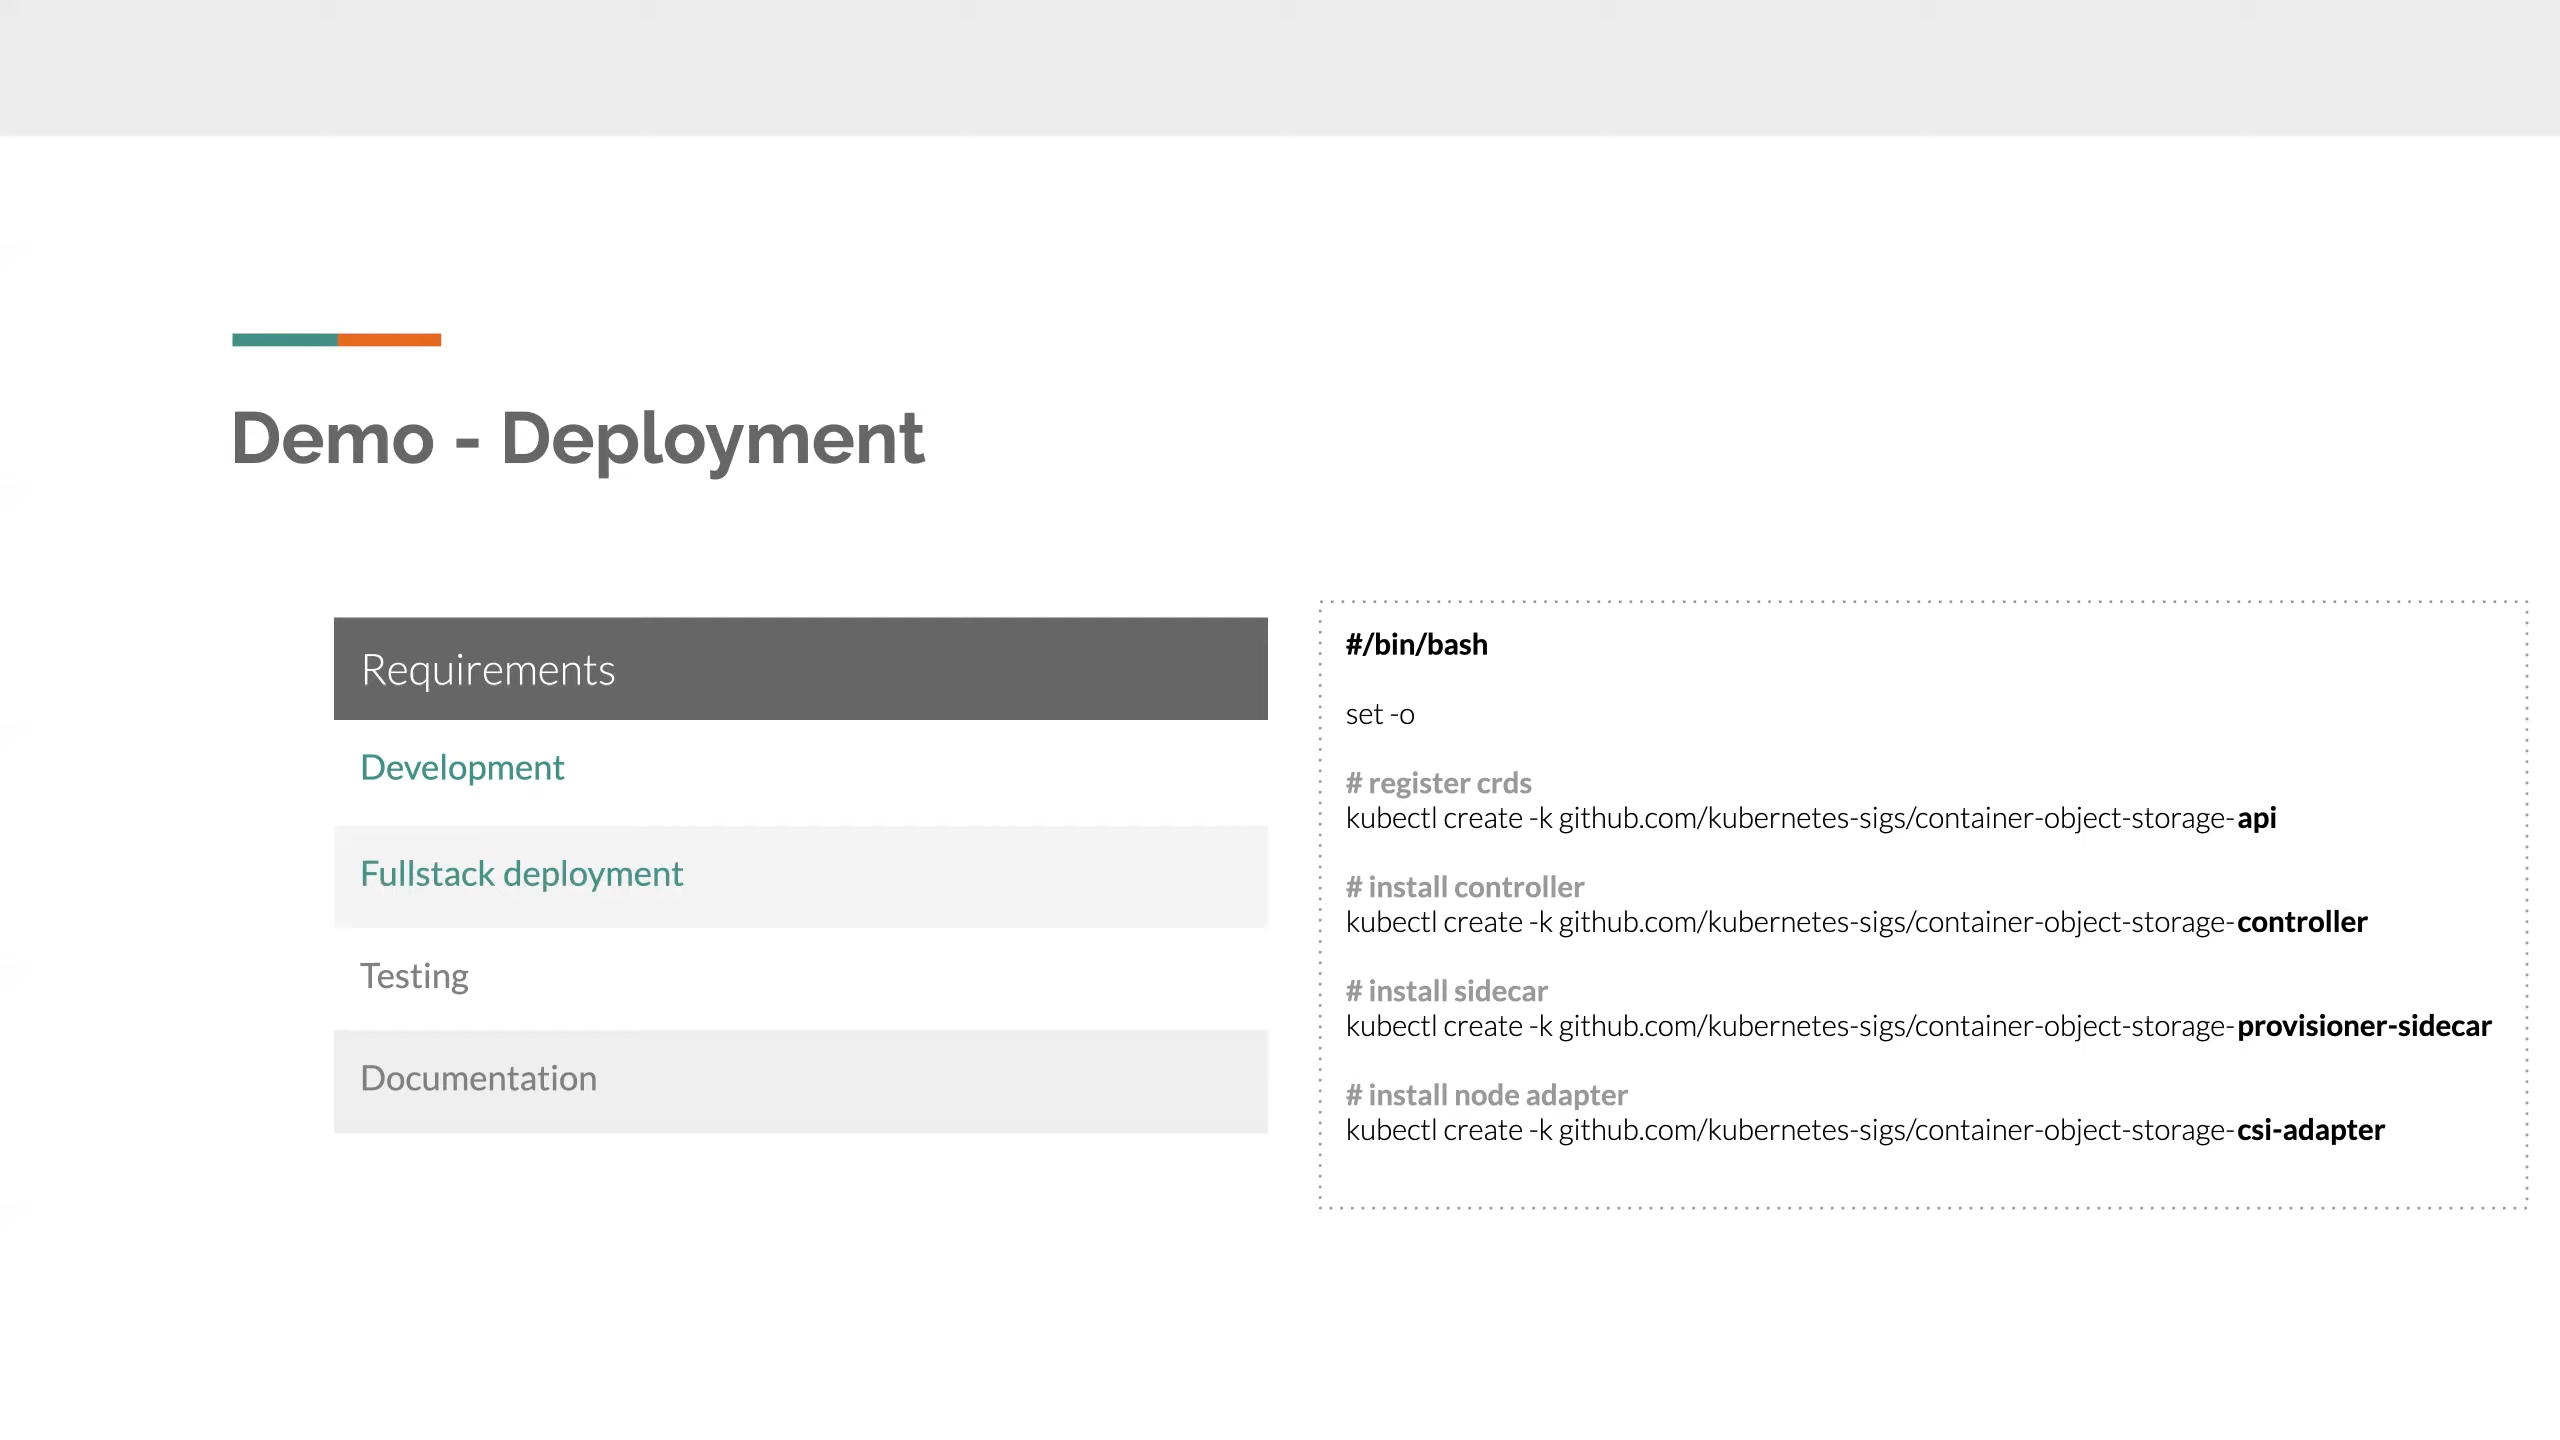 Demo - Deployment
Requirements
Development
Fullstack deployment
Testing
Documentation
#/bin/bash
set -o
# register crds
kubectl create -k github.com/kubernetes-sigs/container-object-storage-api
# install controller
kubectl create -k github.com/kubernetes-sigs/container-object-storage-controller
# install sidecar
kubectl create -k github.com/kubernetes-sigs/container-object-storage-provisioner-sidecar
# install node adapter
kubectl create -k github.com/kubernetes-sigs/container-object-storage-csi-adapter